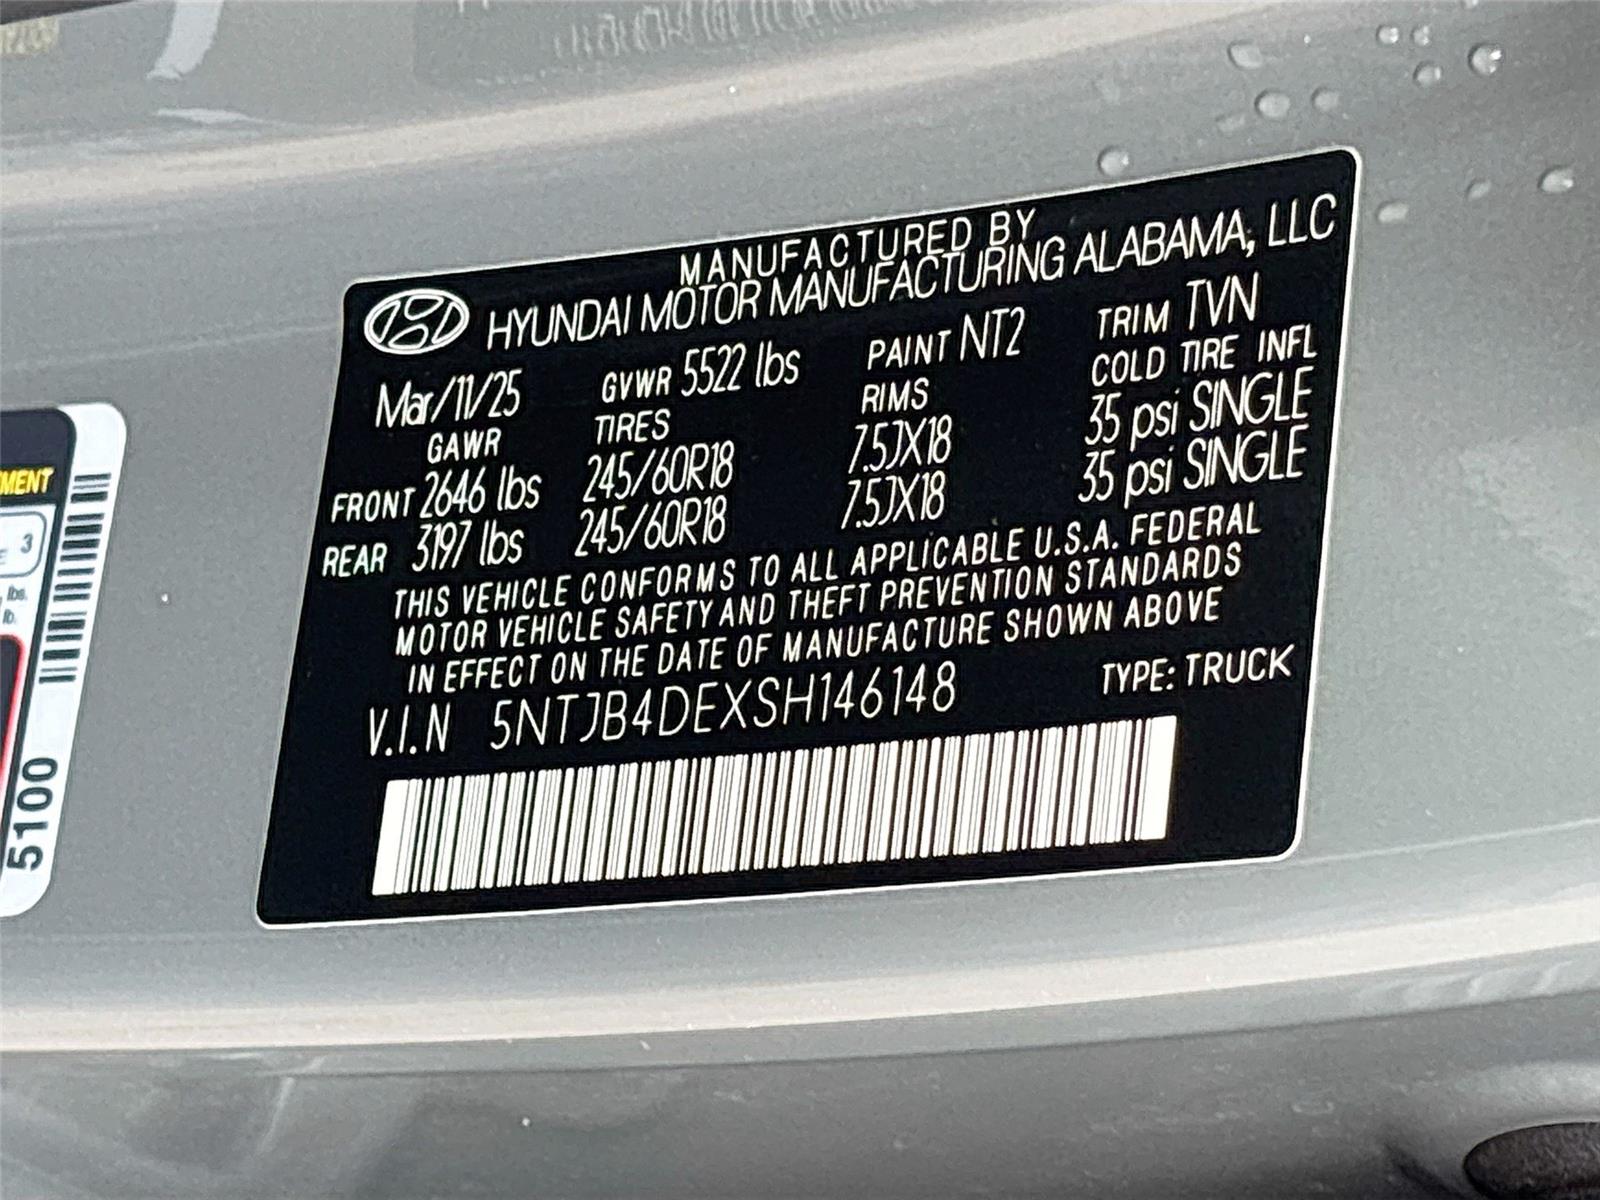 MANUFACTURED BY
HYUNDAI MOTOR MANUFACTURING ALABAMA, LLC
Mar/11/25 GVWR 5522 lbs PAINT NT2 TRIM TVN
GAWR TIRES RIMS COLD TIRE INFL
FRONT 2646 lbs 245/60R18 7.5JX18 35 psi SINGLE
REAR 3197 lbs 245/60R18 7.5JX18 35 psi SINGLE
THIS VEHICLE CONFORMS TO ALL APPLICABLE U.S.A. FEDERAL
MOTOR VEHICLE SAFETY AND THEFT PREVENTION STANDARDS
IN EFFECT ON THE DATE OF MANUFACTURE SHOWN ABOVE
V.I.N 5NTJB4DEXSH146148 TYPE: TRUCK
3
lbs.
lb.
5100